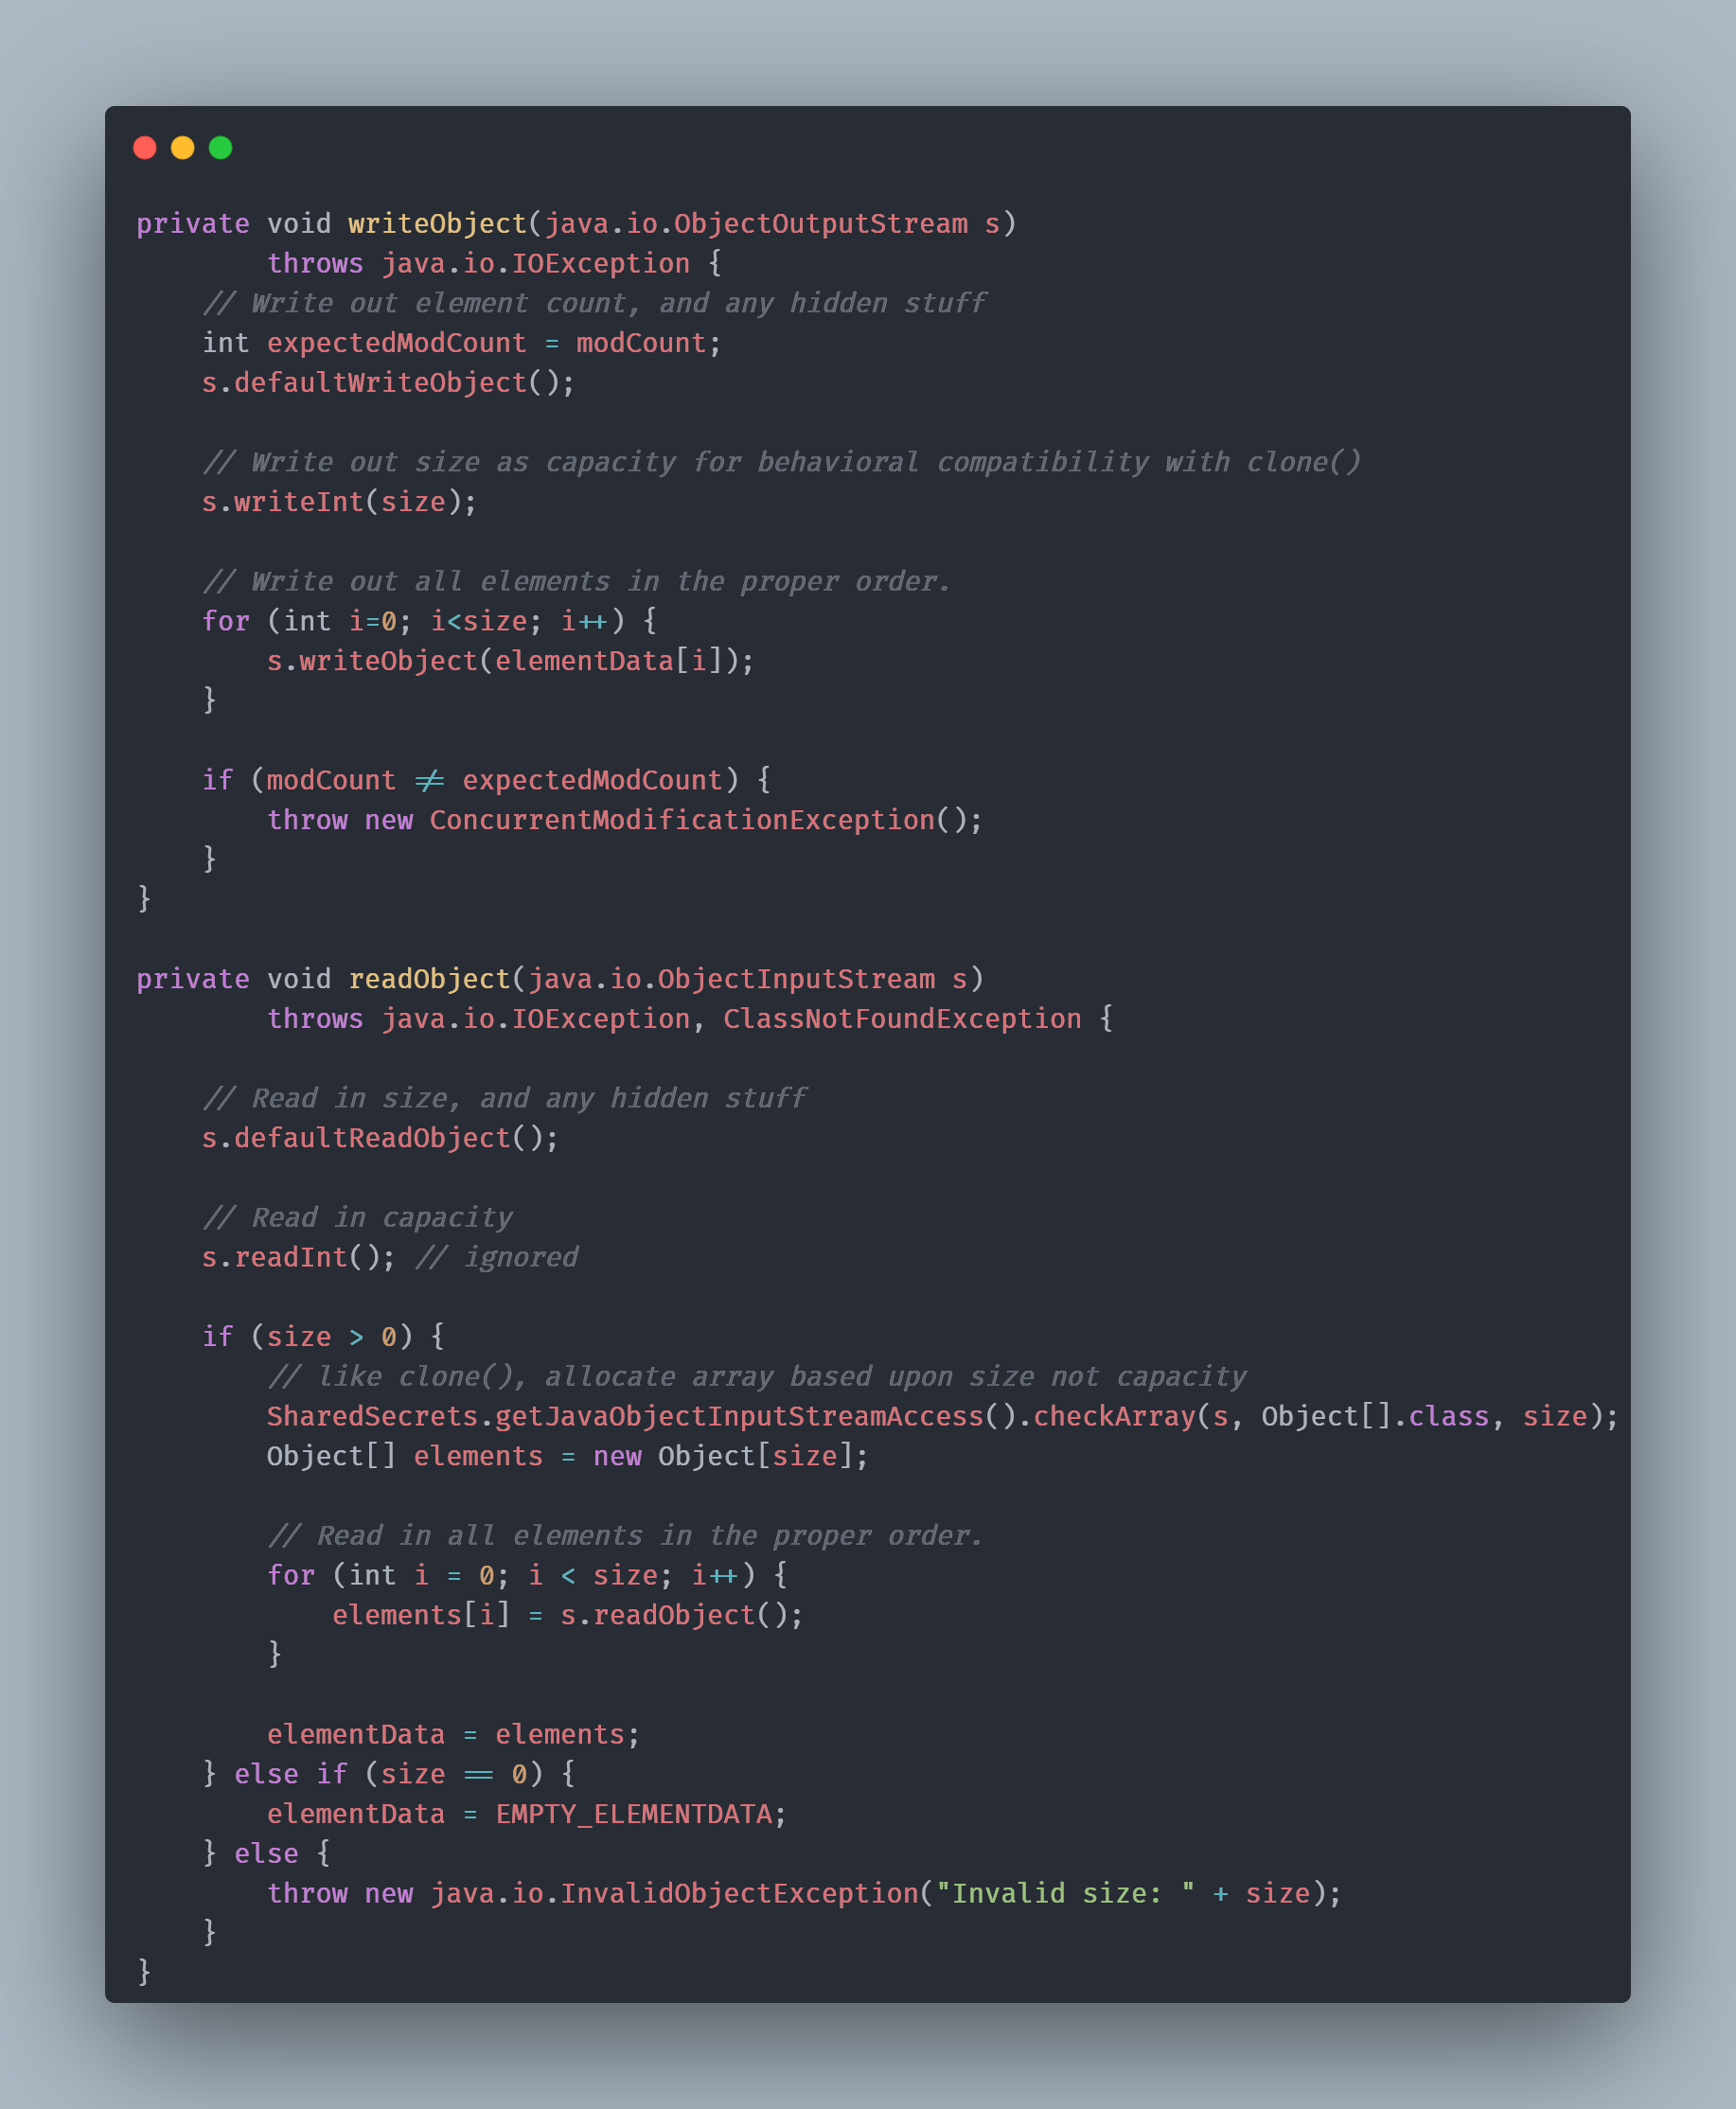 private void writeObject(java.io.ObjectOutputStream s)
        throws java.io.IOException {
    // Write out element count, and any hidden stuff
    int expectedModCount = modCount;
    s.defaultWriteObject();

    // Write out size as capacity for behavioral compatibility with clone()
    s.writeInt(size);

    // Write out all elements in the proper order.
    for (int i=0; i<size; i++) {
        s.writeObject(elementData[i]);
    }

    if (modCount != expectedModCount) {
        throw new ConcurrentModificationException();
    }
}

private void readObject(java.io.ObjectInputStream s)
        throws java.io.IOException, ClassNotFoundException {

    // Read in size, and any hidden stuff
    s.defaultReadObject();

    // Read in capacity
    s.readInt(); // ignored

    if (size > 0) {
        // like clone(), allocate array based upon size not capacity
        SharedSecrets.getJavaObjectInputStreamAccess().checkArray(s, Object[].class, size);
        Object[] elements = new Object[size];

        // Read in all elements in the proper order.
        for (int i = 0; i < size; i++) {
            elements[i] = s.readObject();
        }

        elementData = elements;
    } else if (size == 0) {
        elementData = EMPTY_ELEMENTDATA;
    } else {
        throw new java.io.InvalidObjectException("Invalid size: " + size);
    }
}